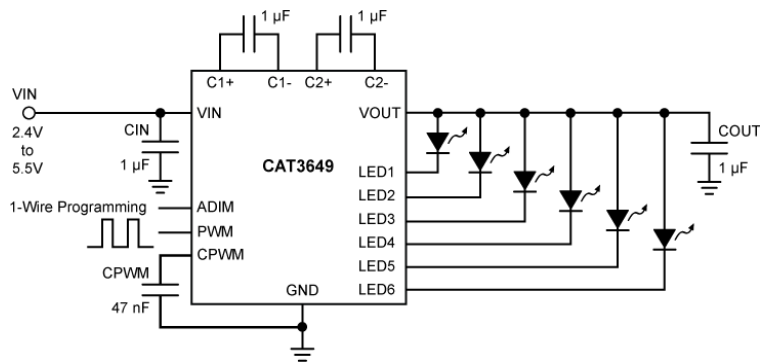 1 µF
1 µF
C1+
C1-
C2+
C2-
VIN
2.4V
to
5.5V
CIN
1 µF
VIN
VOUT
CAT3649
COUT
1 µF
LED1
LED2
LED3
LED4
LED5
LED6
1-Wire Programming
ADIM
PWM
CPWM
CPWM
47 nF
GND